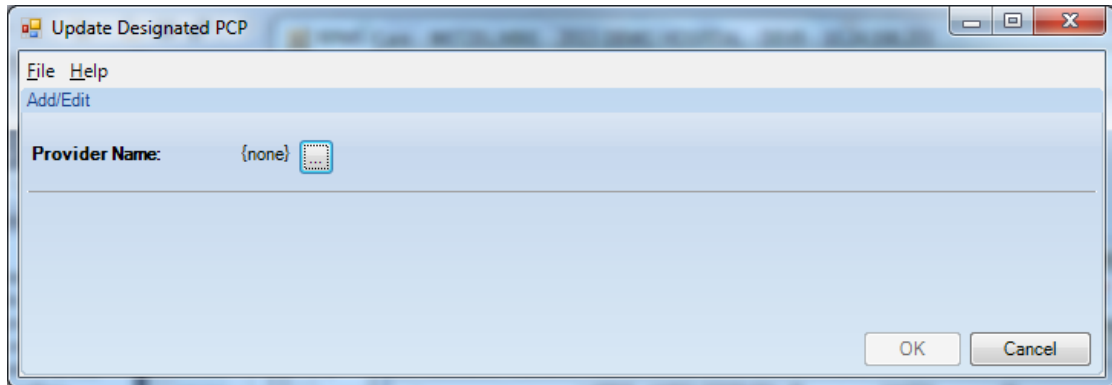 Update Designated PCP
File Help
Add/Edit
Provider Name: {none} ...
OK Cancel